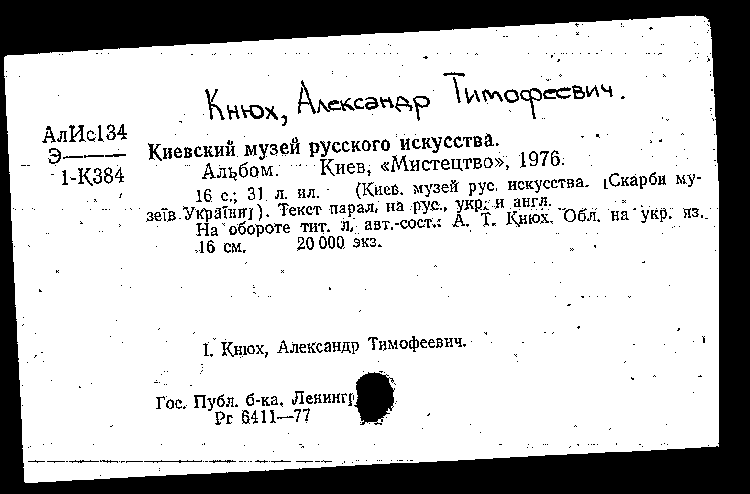 Кнюх, Александр Тимофеевич.
АлИс134
Э———
1-К384
Киевский музей русского искусства.
Альбом. Киев, «Мистецтво», 1976.
16 с.; 31 л. ил. (Киев. музей рус. искусства. [Скарби му-
зеїв України]). Текст парал. на рус., укр. и англ.
На обороте тит. л. авт.-сост.: А. Т. Кнюх. Обл. на укр. яз.
16 см. 20 000 экз.
I. Кнюх, Александр Тимофеевич.
Гос. Публ. б-ка. Ленингр
Рг 6411—77